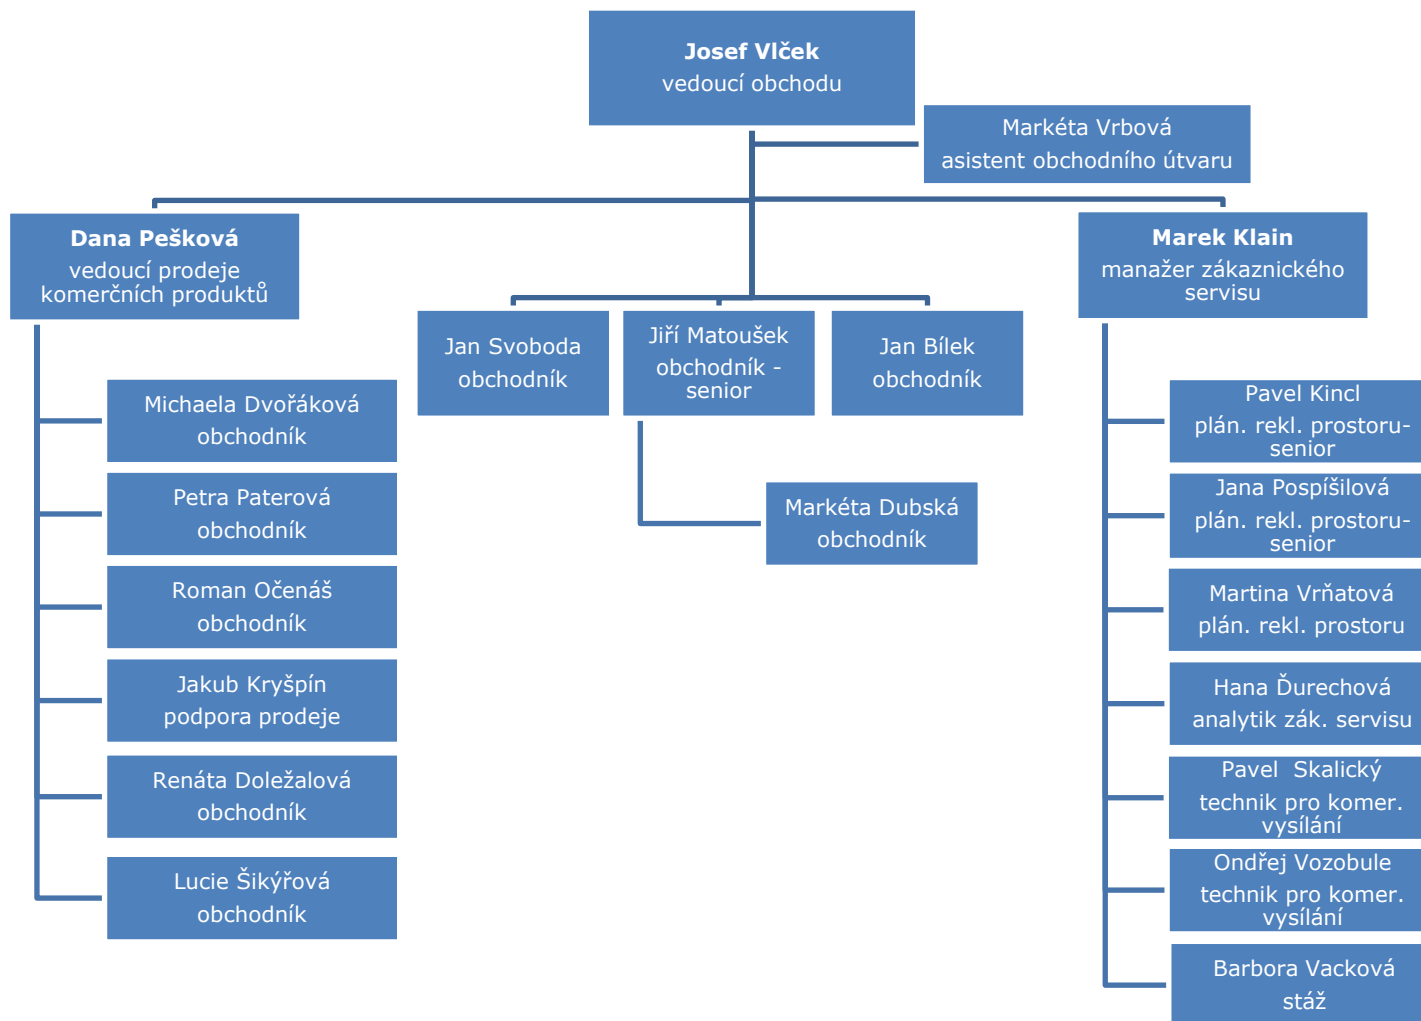 Josef Vlček
vedoucí obchodu
Markéta Vrbová
asistent obchodního útvaru
Dana Pešková
vedoucí prodeje
komerčních produktů
Marek Klain
manažer zákaznického
servisu
Jan Svoboda
obchodník
Jiří Matoušek
obchodník -
senior
Jan Bílek
obchodník
Markéta Dubská
obchodník
Michaela Dvořáková
obchodník
Petra Paterová
obchodník
Roman Očenáš
obchodník
Jakub Kryšpín
podpora prodeje
Renáta Doležalová
obchodník
Lucie Šikýřová
obchodník
Pavel Kincl
plán. rekl. prostoru-
senior
Jana Pospíšilová
plán. rekl. prostoru-
senior
Martina Vrňatová
plán. rekl. prostoru
Hana Ďurechová
analytik zák. servisu
Pavel  Skalický
technik pro komer.
vysílání
Ondřej Vozobule
technik pro komer.
vysílání
Barbora Vacková
stáž